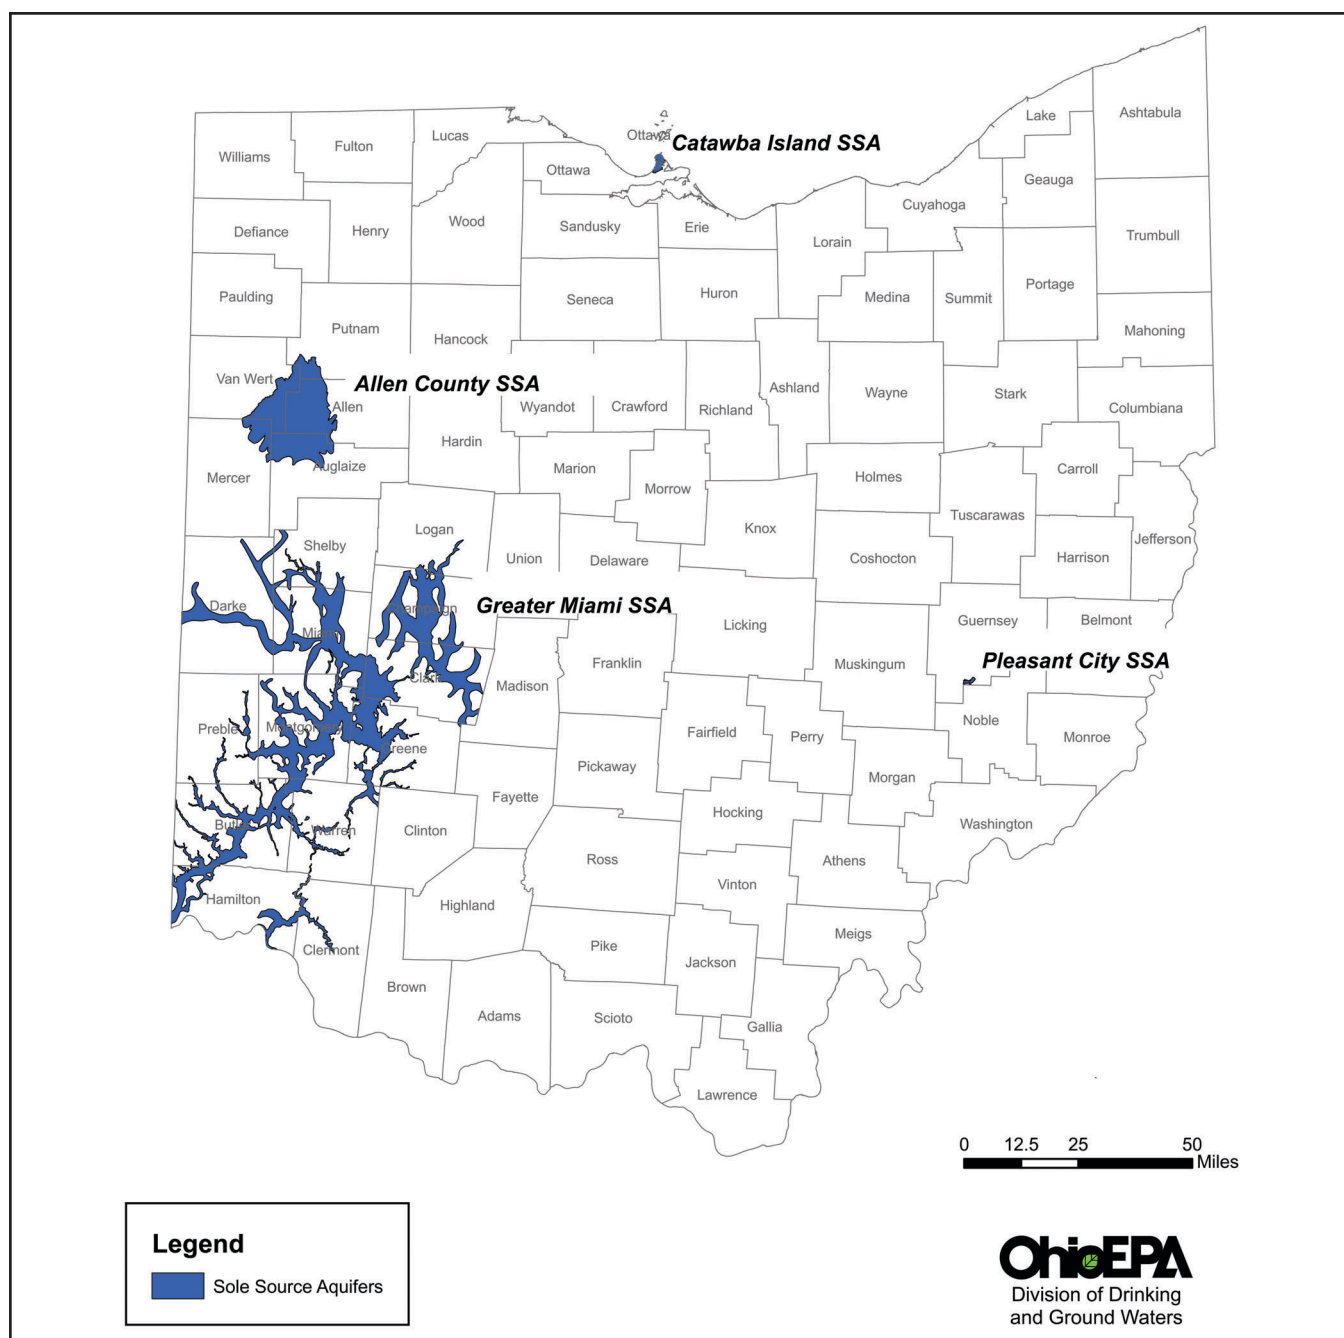 Ashtabula
Lake
Lucas
Ottawa
Catawba Island SSA
Fulton
Williams
Ottawa
Geauga
Cuyahoga
Wood
Sandusky
Erie
Henry
Defiance
Lorain
Trumbull
Paulding
Seneca
Huron
Medina
Summit
Portage
Putnam
Hancock
Mahoning
Van Wert
Allen County SSA
Ashland
Wayne
Stark
Allen
Wyandot
Crawford
Richland
Columbiana
Hardin
Auglaize
Marion
Carroll
Mercer
Morrow
Holmes
Tuscarawas
Knox
Logan
Shelby
Union
Delaware
Coshocton
Harrison
Jefferson
Darke
Champaign
Greater Miami SSA
Licking
Guernsey
Belmont
Miami
Franklin
Muskingum
Pleasant City SSA
Clark
Madison
Preble
Montgomery
Noble
Fairfield
Perry
Monroe
Greene
Pickaway
Morgan
Fayette
Hocking
Washington
Butler
Warren
Clinton
Ross
Athens
Vinton
Hamilton
Highland
Meigs
Clermont
Pike
Jackson
Brown
Adams
Scioto
Gallia
Lawrence
0 12.5 25 50
Miles
Legend
Sole Source Aquifers
OhioEPA
Division of Drinking
and Ground Waters